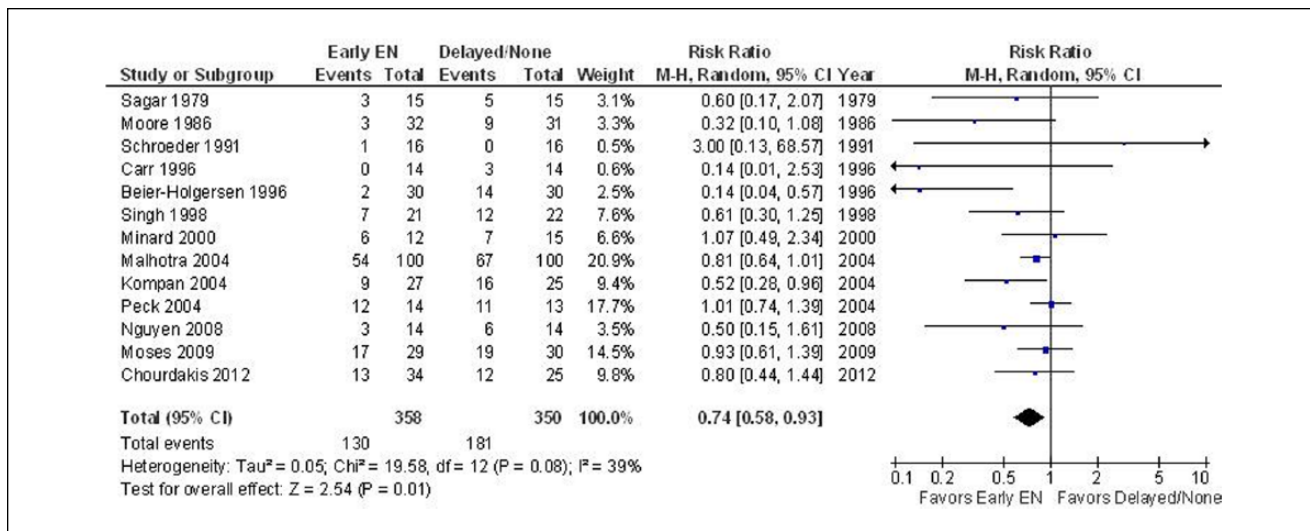 Early EN Delayed/None Risk Ratio Risk Ratio
Study or Subgroup Events Total Events Total Weight M-H, Random, 95% CI Year M-H, Random, 95% CI
Sagar 1979 3 15 5 15 3.1% 0.60 [0.17, 2.07] 1979
Moore 1986 3 32 9 31 3.3% 0.32 [0.10, 1.08] 1986
Schroeder 1991 1 16 0 16 0.5% 3.00 [0.13, 68.57] 1991
Carr 1996 0 14 3 14 0.6% 0.14 [0.01, 2.53] 1996
Beier-Holgersen 1996 2 30 14 30 2.5% 0.14 [0.04, 0.57] 1996
Singh 1998 7 21 12 22 7.6% 0.61 [0.30, 1.25] 1998
Minard 2000 6 12 7 15 6.6% 1.07 [0.49, 2.34] 2000
Malhotra 2004 54 100 67 100 20.9% 0.81 [0.64, 1.01] 2004
Kompan 2004 9 27 16 25 9.4% 0.52 [0.28, 0.96] 2004
Peck 2004 12 14 11 13 17.7% 1.01 [0.74, 1.39] 2004
Nguyen 2008 3 14 6 14 3.5% 0.50 [0.15, 1.61] 2008
Moses 2009 17 29 19 30 14.5% 0.93 [0.61, 1.39] 2009
Chourdakis 2012 13 34 12 25 9.8% 0.80 [0.44, 1.44] 2012
Total (95% CI) 358 350 100.0% 0.74 [0.58, 0.93]
Total events 130 181
Heterogeneity: Tau² = 0.05; Chi² = 19.58, df = 12 (P = 0.08); I² = 39%
Test for overall effect: Z = 2.54 (P = 0.01)
0.1 0.2 0.5 1 2 5 10
Favors Early EN Favors Delayed/None